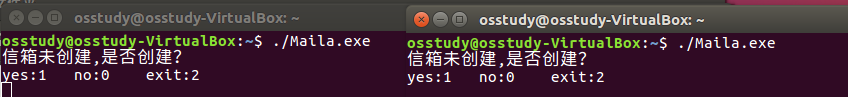 osstudy@osstudy-VirtualBox: ~
osstudy@osstudy-VirtualBox:~$ ./Maila.exe
信箱未创建,是否创建?
yes:1 no:0 exit:2
osstudy@osstudy-VirtualBox: ~
osstudy@osstudy-VirtualBox:~$ ./Maila.exe
信箱未创建,是否创建?
yes:1 no:0 exit:2